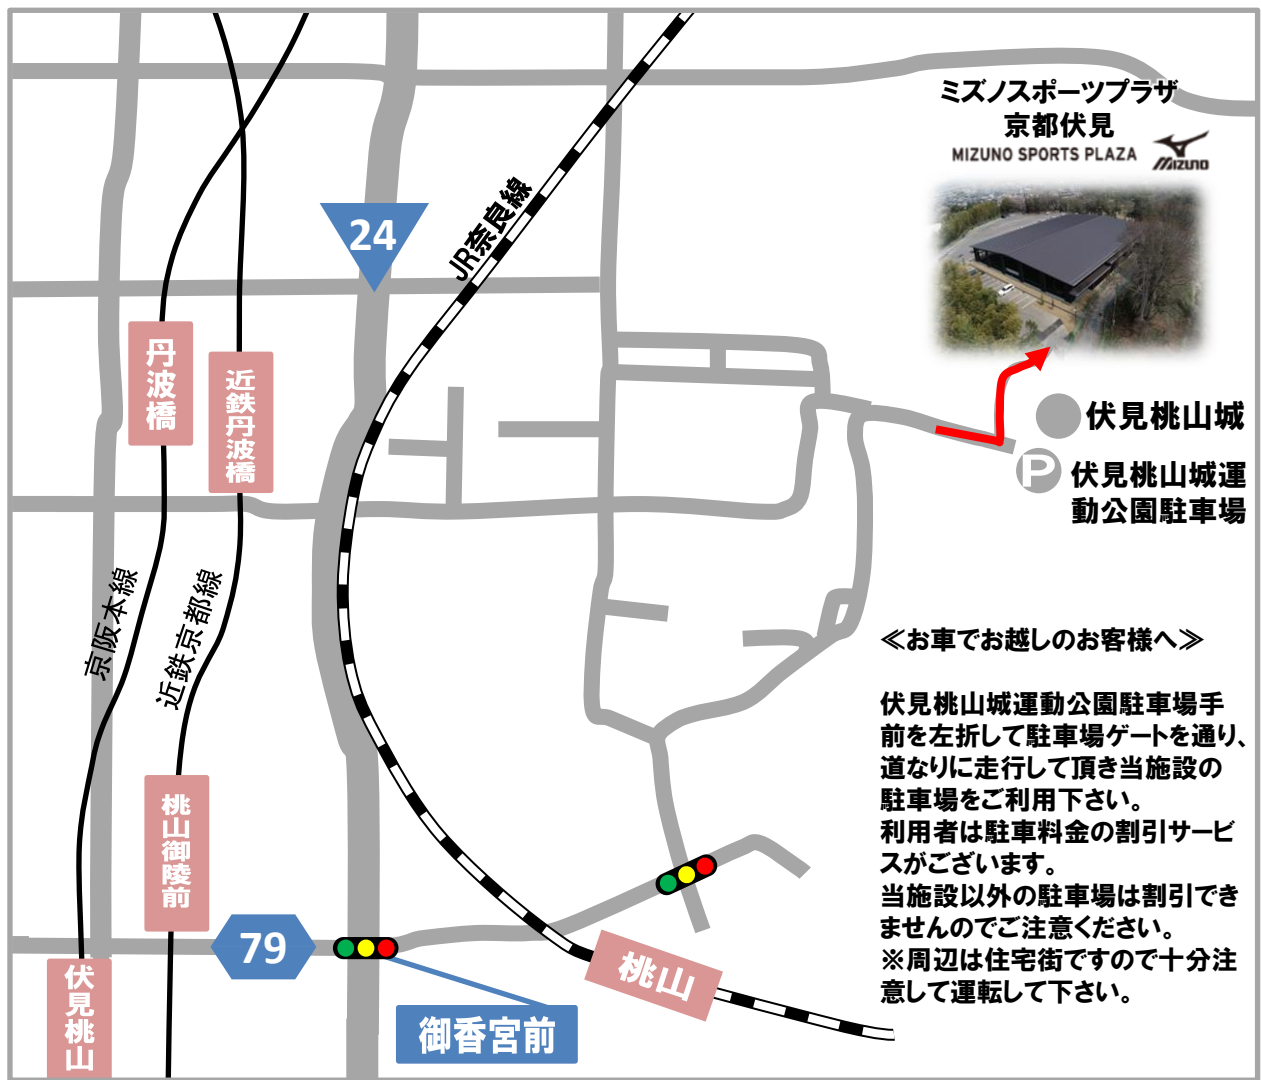 ミズノスポーツプラザ
京都伏見
MIZUNO SPORTS PLAZA
MIZUNO
24
JR奈良線
丹波橋
近鉄丹波橋
伏見桃山城
P
伏見桃山城運
動公園駐車場
京阪本線
近鉄京都線
≪お車でお越しのお客様へ≫
伏見桃山城運動公園駐車場手
前を左折して駐車場ゲートを通り、
道なりに走行して頂き当施設の
駐車場をご利用下さい。
利用者は駐車料金の割引サービ
スがございます。
当施設以外の駐車場は割引でき
ませんのでご注意ください。
※周辺は住宅街ですので十分注
意して運転して下さい。
桃山御陵前
79
伏見桃山
桃山
御香宮前